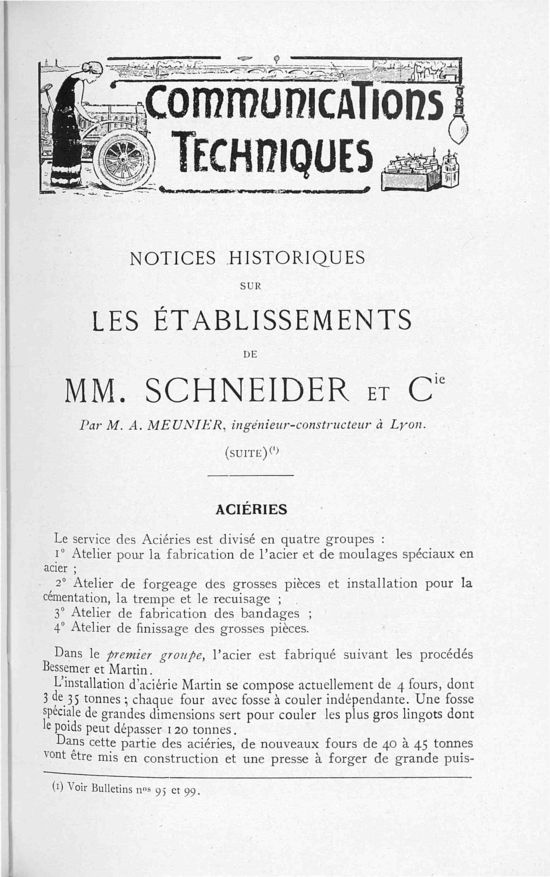 COMMUNICATIONS
TECHNIQUES
NOTICES HISTORIQUES
SUR
LES ÉTABLISSEMENTS
DE
MM. SCHNEIDER ET Cie
Par M. A. MEUNIER, ingénieur-constructeur à Lyon.
(SUITE)(1)
ACIÉRIES
Le service des Aciéries est divisé en quatre groupes :
1° Atelier pour la fabrication de l'acier et de moulages spéciaux en
acier ;
2° Atelier de forgeage des grosses pièces et installation pour la
cémentation, la trempe et le recuisage ;
3° Atelier de fabrication des bandages ;
4° Atelier de finissage des grosses pièces.
Dans le premier groupe, l'acier est fabriqué suivant les procédés
Bessemer et Martin.
L'installation d'aciérie Martin se compose actuellement de 4 fours, dont
3 de 35 tonnes ; chaque four avec fosse à couler indépendante. Une fosse
spéciale de grandes dimensions sert pour couler les plus gros lingots dont
le poids peut dépasser 120 tonnes.
Dans cette partie des aciéries, de nouveaux fours de 40 à 45 tonnes
vont être mis en construction et une presse à forger de grande puis-
(1) Voir Bulletins nos 95 et 99.